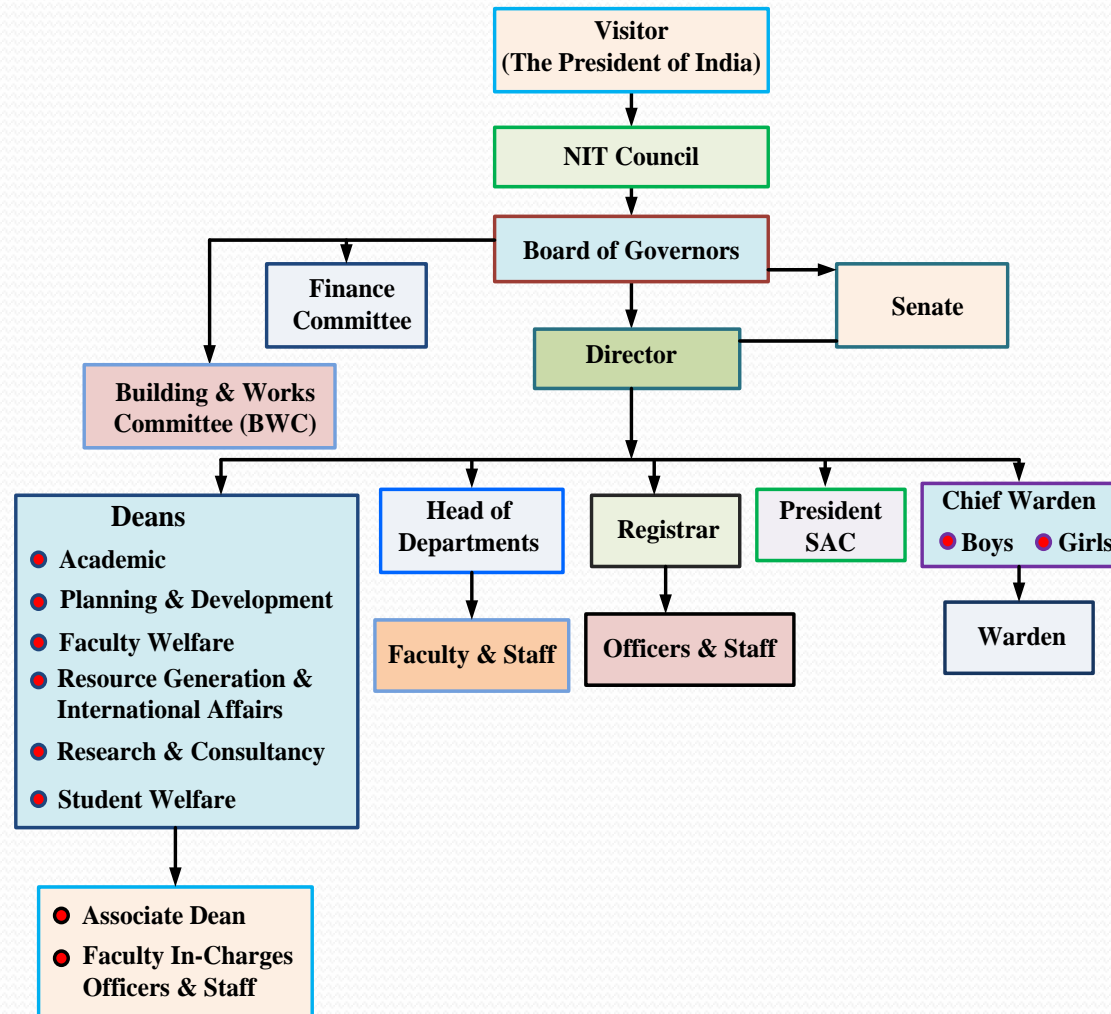 Visitor
(The President of India)
NIT Council
Board of Governors
Finance
Committee
Senate
Director
Building & Works
Committee (BWC)
Deans
Academic
Planning & Development
Faculty Welfare
Resource Generation &
International Affairs
Research & Consultancy
Student Welfare
Head of
Departments
Registrar
President
SAC
Chief Warden
Boys Girls
Faculty & Staff
Officers & Staff
Warden
Associate Dean
Faculty In-Charges
Officers & Staff